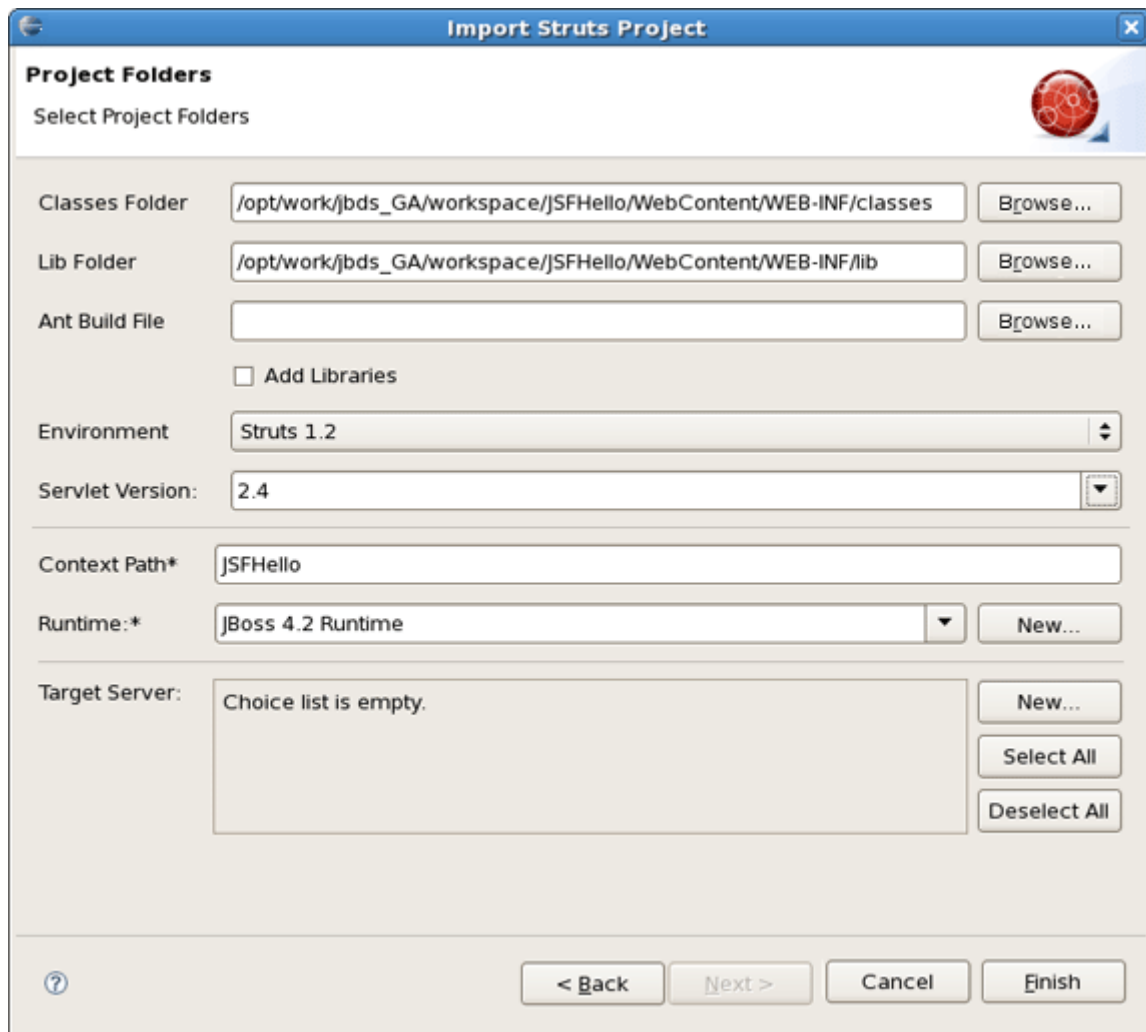 Import Struts Project
Project Folders
Select Project Folders
Classes Folder /opt/work/jbds_GA/workspace/JSFHello/WebContent/WEB-INF/classes Browse...
Lib Folder /opt/work/jbds_GA/workspace/JSFHello/WebContent/WEB-INF/lib Browse...
Ant Build File Browse...
Add Libraries
Environment Struts 1.2
Servlet Version: 2.4
Context Path* JSFHello
Runtime:* JBoss 4.2 Runtime New...
Target Server: Choice list is empty. New...
Select All
Deselect All
? < Back Next > Cancel Finish